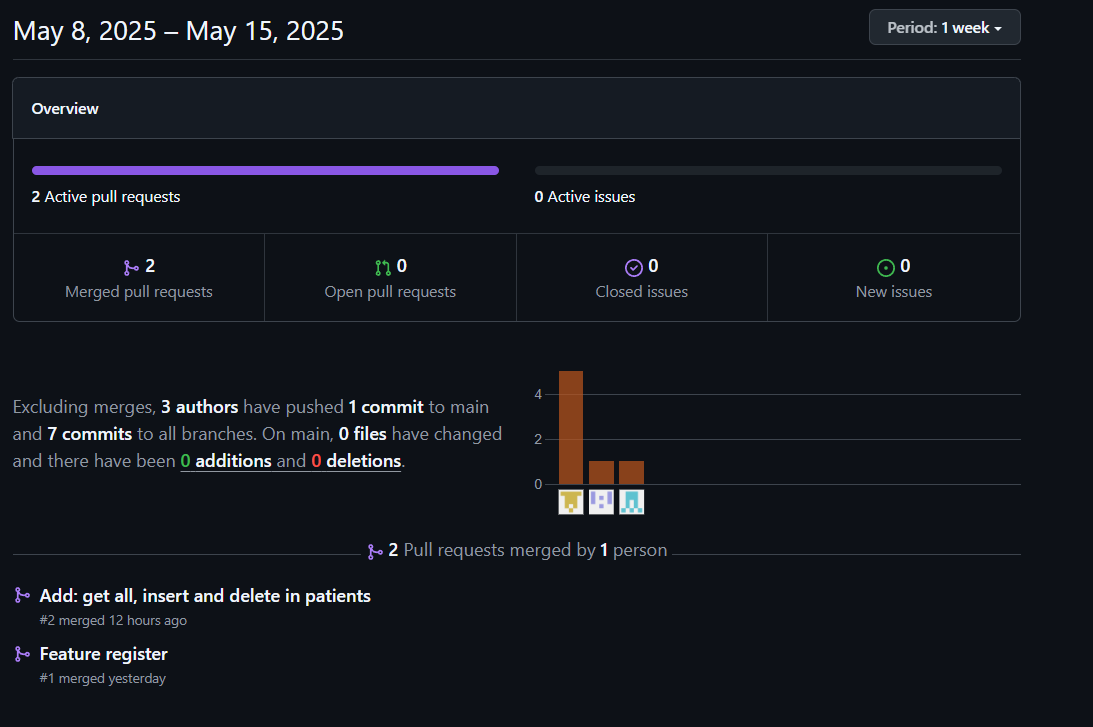 May 8, 2025 – May 15, 2025
Period: 1 week
Overview
2 Active pull requests
0 Active issues
2
Merged pull requests
0
Open pull requests
0
Closed issues
0
New issues
Excluding merges, 3 authors have pushed 1 commit to main
and 7 commits to all branches. On main, 0 files have changed
and there have been 0 additions and 0 deletions.
4
2
0
2 Pull requests merged by 1 person
Add: get all, insert and delete in patients
#2 merged 12 hours ago
Feature register
#1 merged yesterday